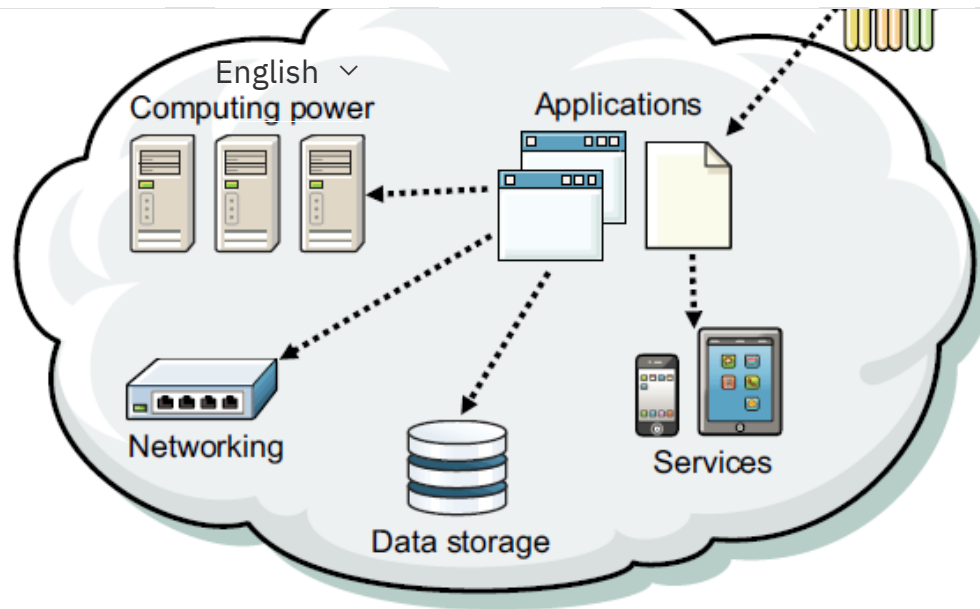 English
Computing power
Applications
Networking
Services
Data storage